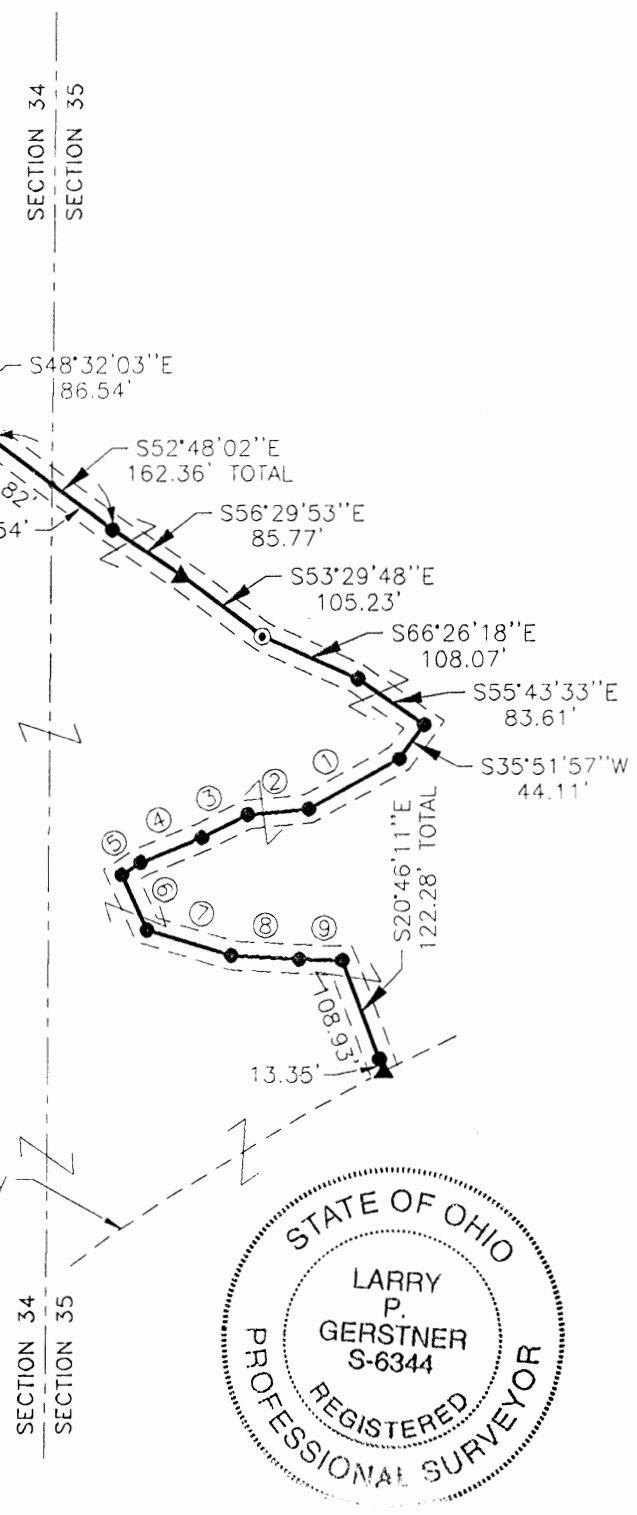 SECTION 34
SECTION 35
S48°32'03"E
86.54'
S52°48'02"E
162.36' TOTAL
82'
54'
S56°29'53"E
85.77'
S53°29'48"E
105.23'
S66°26'18"E
108.07'
S55°43'33"E
83.61'
S35°51'57"W
44.11'
1
2
3
4
5
6
7
8
9
S20°46'11"E
122.28' TOTAL
108.93'
13.35'
SECTION 34
SECTION 35
STATE OF OHIO
LARRY
P.
GERSTNER
S-6344
REGISTERED
PROFESSIONAL SURVEYOR